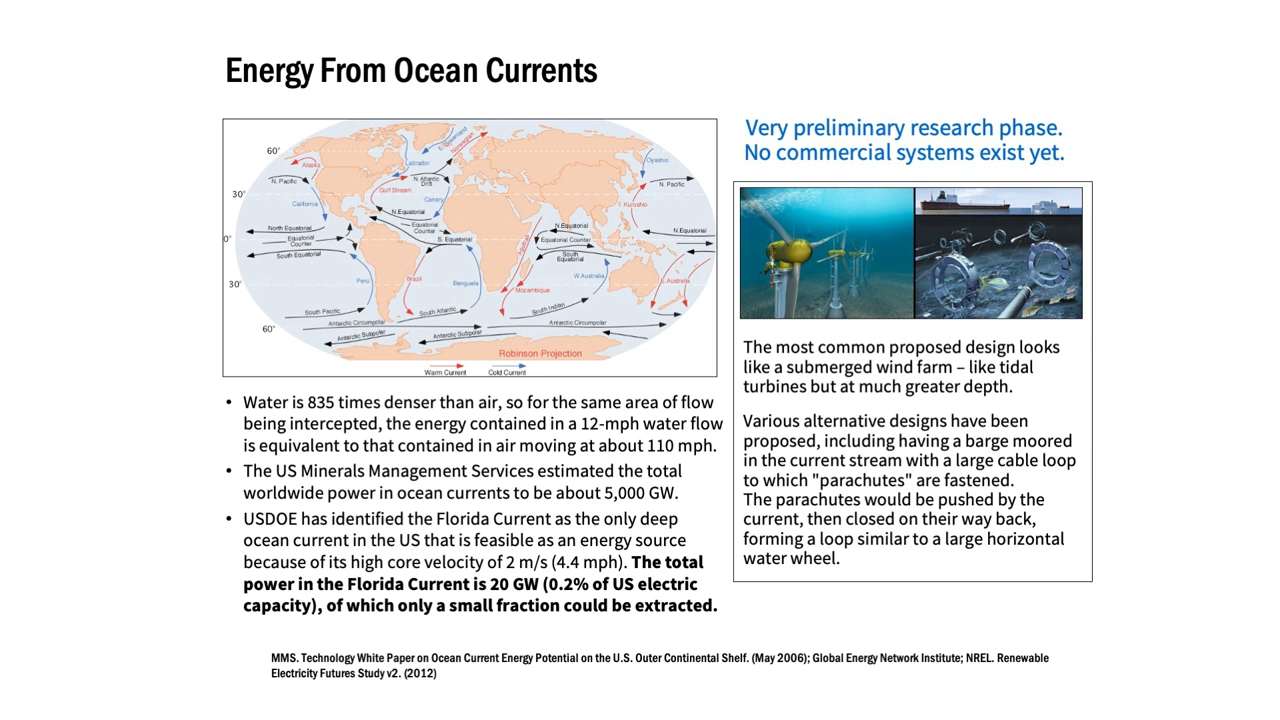 Energy From Ocean Currents
60°
30°
0°
30°
60°
Alaska
N. Pacific
California
North Equatorial
Equatorial
Counter
South Equatorial
Labrador
E. Greenland
Norwegian
Gulf Stream
N. Atlantic
Drift
Canary
N.Equatorial
Equatorial
Counter
S. Equatorial
Peru
Brazil
Benguela
South Pacific
South Atlantic
Antarctic Circumpolar
Antarctic Subpolar
Agulhas
Mozambique
N.Equatorial
Equatorial Counter
South
Equatorial
W.Australia
South Indian
Antarctic Circumpolar
Antarctic Subpolar
Oyashio
N. Pacific
Kuroshio
N.Equatorial
E. Australia
Robinson Projection
Warm Current
Cold Current
• Water is 835 times denser than air, so for the same area of flow
being intercepted, the energy contained in a 12-mph water flow
is equivalent to that contained in air moving at about 110 mph.
• The US Minerals Management Services estimated the total
worldwide power in ocean currents to be about 5,000 GW.
• USDOE has identified the Florida Current as the only deep
ocean current in the US that is feasible as an energy source
because of its high core velocity of 2 m/s (4.4 mph). The total
power in the Florida Current is 20 GW (0.2% of US electric
capacity), of which only a small fraction could be extracted.
Very preliminary research phase.
No commercial systems exist yet.
The most common proposed design looks
like a submerged wind farm – like tidal
turbines but at much greater depth.
Various alternative designs have been
proposed, including having a barge moored
in the current stream with a large cable loop
to which "parachutes" are fastened.
The parachutes would be pushed by the
current, then closed on their way back,
forming a loop similar to a large horizontal
water wheel.
MMS. Technology White Paper on Ocean Current Energy Potential on the U.S. Outer Continental Shelf. (May 2006); Global Energy Network Institute; NREL. Renewable
Electricity Futures Study v2. (2012)